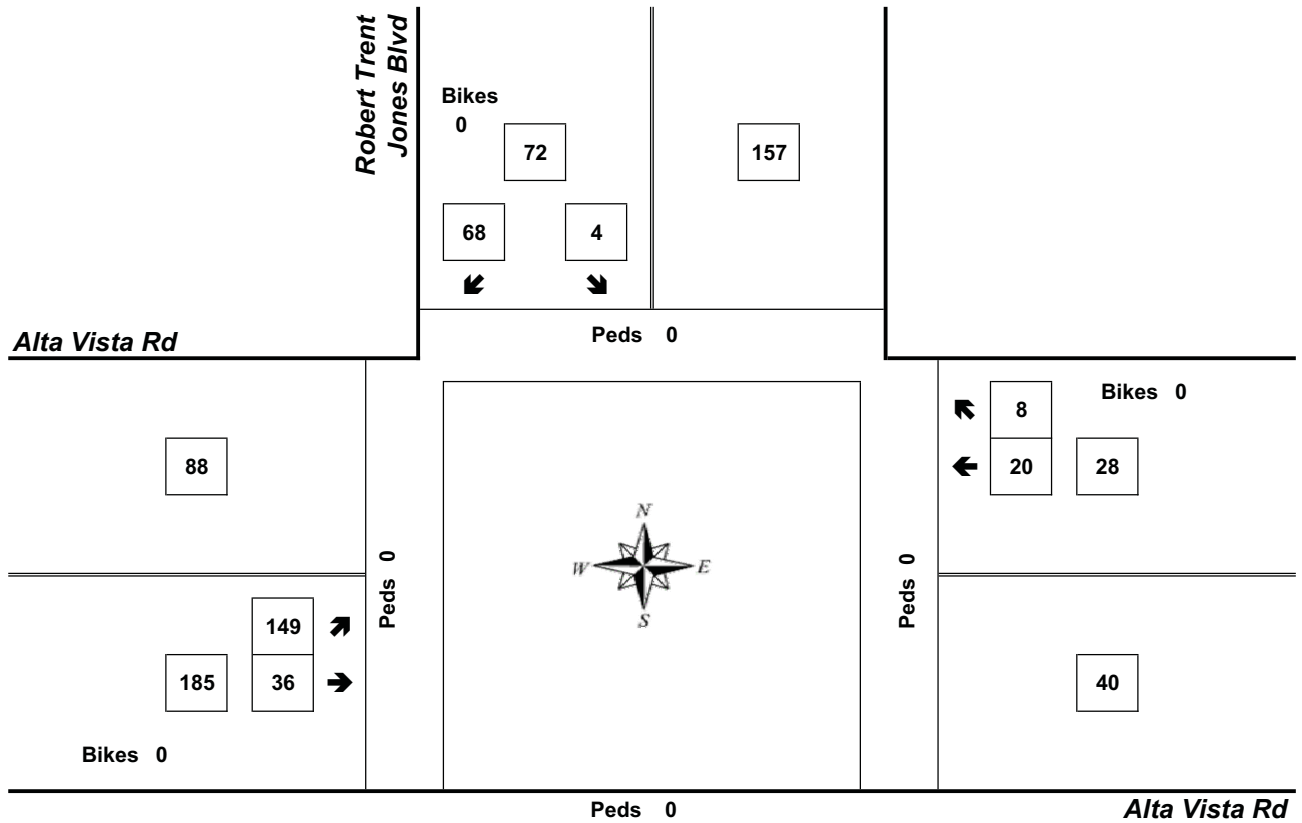 Robert Trent
Jones Blvd
Bikes
0
72
157
68
4
Peds 0
Alta Vista Rd
8
Bikes 0
88
20
28
N
W
E
S
Peds 0
Peds 0
149
185
36
40
Bikes 0
Peds 0
Alta Vista Rd